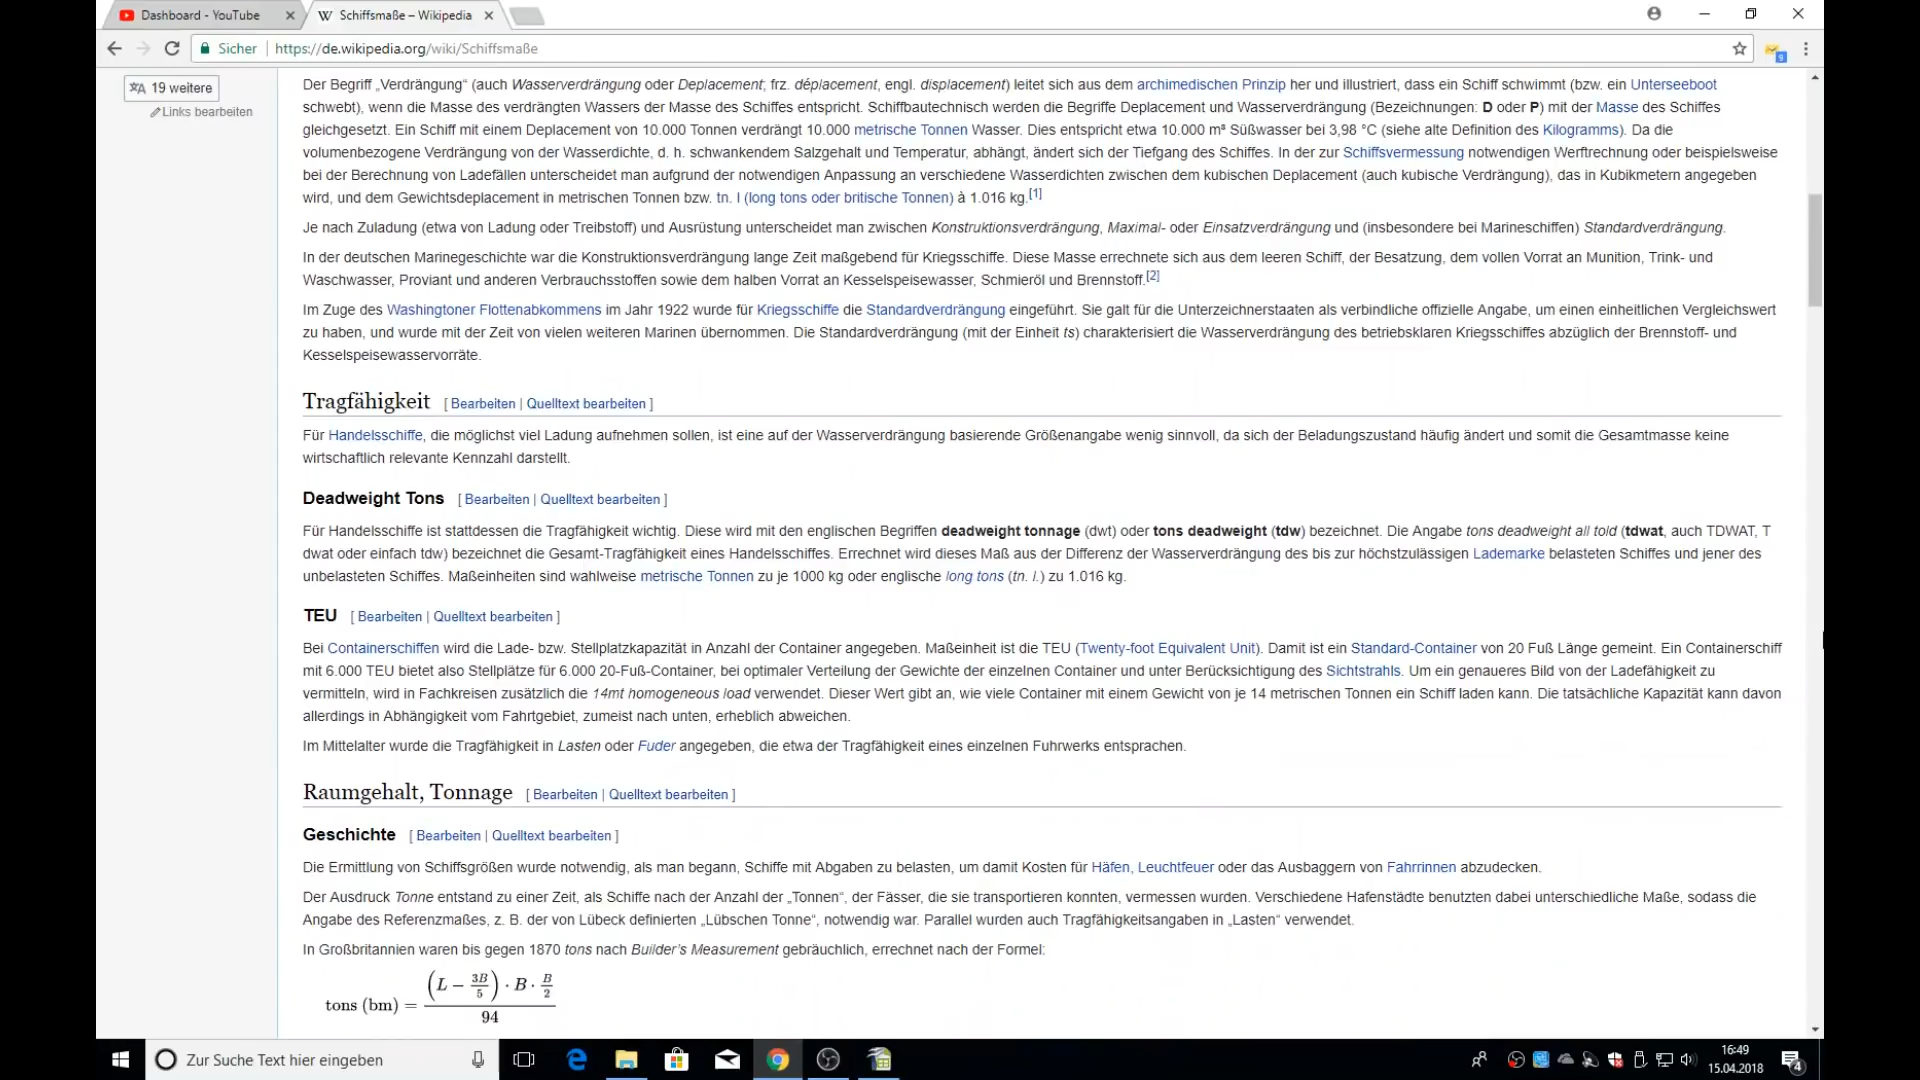 Dashboard - YouTube
Schiffsmaße – Wikipedia
Sicher
https://de.wikipedia.org/wiki/Schiffsmaße
19 weitere
Links bearbeiten
Der Begriff „Verdrängung“ (auch Wasserverdrängung oder Deplacement; frz. déplacement, engl. displacement) leitet sich aus dem archimedischen Prinzip her und illustriert, dass ein Schiff schwimmt (bzw. ein Unterseeboot
schwebt), wenn die Masse des verdrängten Wassers der Masse des Schiffes entspricht. Schiffbautechnisch werden die Begriffe Deplacement und Wasserverdrängung (Bezeichnungen: D oder P) mit der Masse des Schiffes
gleichgesetzt. Ein Schiff mit einem Deplacement von 10.000 Tonnen verdrängt 10.000 metrische Tonnen Wasser. Dies entspricht etwa 10.000 m³ Süßwasser bei 3,98 °C (siehe alte Definition des Kilogramms). Da die
volumenbezogene Verdrängung von der Wasserdichte, d. h. schwankendem Salzgehalt und Temperatur, abhängt, ändert sich der Tiefgang des Schiffes. In der zur Schiffsvermessung notwendigen Werftrechnung oder beispielsweise
bei der Berechnung von Ladefällen unterscheidet man aufgrund der notwendigen Anpassung an verschiedene Wasserdichten zwischen dem kubischen Deplacement (auch kubische Verdrängung), das in Kubikmetern angegeben
wird, und dem Gewichtsdeplacement in metrischen Tonnen bzw. tn. l (long tons oder britische Tonnen) à 1.016 kg.[1]
Je nach Zuladung (etwa von Ladung oder Treibstoff) und Ausrüstung unterscheidet man zwischen Konstruktionsverdrängung, Maximal- oder Einsatzverdrängung und (insbesondere bei Marineschiffen) Standardverdrängung.
In der deutschen Marinegeschichte war die Konstruktionsverdrängung lange Zeit maßgebend für Kriegsschiffe. Diese Masse errechnete sich aus dem leeren Schiff, der Besatzung, dem vollen Vorrat an Munition, Trink- und
Waschwasser, Proviant und anderen Verbrauchsstoffen sowie dem halben Vorrat an Kesselspeisewasser, Schmieröl und Brennstoff.[2]
Im Zuge des Washingtoner Flottenabkommens im Jahr 1922 wurde für Kriegsschiffe die Standardverdrängung eingeführt. Sie galt für die Unterzeichnerstaaten als verbindliche offizielle Angabe, um einen einheitlichen Vergleichswert
zu haben, und wurde mit der Zeit von vielen weiteren Marinen übernommen. Die Standardverdrängung (mit der Einheit ts) charakterisiert die Wasserverdrängung des betriebsklaren Kriegsschiffes abzüglich der Brennstoff- und
Kesselspeisewasservorräte.
Tragfähigkeit [ Bearbeiten | Quelltext bearbeiten ]
Für Handelsschiffe, die möglichst viel Ladung aufnehmen sollen, ist eine auf der Wasserverdrängung basierende Größenangabe wenig sinnvoll, da sich der Beladungszustand häufig ändert und somit die Gesamtmasse keine
wirtschaftlich relevante Kennzahl darstellt.
Deadweight Tons [ Bearbeiten | Quelltext bearbeiten ]
Für Handelsschiffe ist stattdessen die Tragfähigkeit wichtig. Diese wird mit den englischen Begriffen deadweight tonnage (dwt) oder tons deadweight (tdw) bezeichnet. Die Angabe tons deadweight all told (tdwat, auch TDWAT, T
dwat oder einfach tdw) bezeichnet die Gesamt-Tragfähigkeit eines Handelsschiffes. Errechnet wird dieses Maß aus der Differenz der Wasserverdrängung des bis zur höchstzulässigen Lademarke belasteten Schiffes und jener des
unbelasteten Schiffes. Maßeinheiten sind wahlweise metrische Tonnen zu je 1000 kg oder englische long tons (tn. l.) zu 1.016 kg.
TEU [ Bearbeiten | Quelltext bearbeiten ]
Bei Containerschiffen wird die Lade- bzw. Stellplatzkapazität in Anzahl der Container angegeben. Maßeinheit ist die TEU (Twenty-foot Equivalent Unit). Damit ist ein Standard-Container von 20 Fuß Länge gemeint. Ein Containerschiff
mit 6.000 TEU bietet also Stellplätze für 6.000 20-Fuß-Container, bei optimaler Verteilung der Gewichte der einzelnen Container und unter Berücksichtigung des Sichtstrahls. Um ein genaueres Bild von der Ladefähigkeit zu
vermitteln, wird in Fachkreisen zusätzlich die 14mt homogeneous load verwendet. Dieser Wert gibt an, wie viele Container mit einem Gewicht von je 14 metrischen Tonnen ein Schiff laden kann. Die tatsächliche Kapazität kann davon
allerdings in Abhängigkeit vom Fahrtgebiet, zumeist nach unten, erheblich abweichen.
Im Mittelalter wurde die Tragfähigkeit in Lasten oder Fuder angegeben, die etwa der Tragfähigkeit eines einzelnen Fuhrwerks entsprachen.
Raumgehalt, Tonnage [ Bearbeiten | Quelltext bearbeiten ]
Geschichte [ Bearbeiten | Quelltext bearbeiten ]
Die Ermittlung von Schiffsgrößen wurde notwendig, als man begann, Schiffe mit Abgaben zu belasten, um damit Kosten für Häfen, Leuchtfeuer oder das Ausbaggern von Fahrrinnen abzudecken.
Der Ausdruck Tonne entstand zu einer Zeit, als Schiffe nach der Anzahl der „Tonnen“, der Fässer, die sie transportieren konnten, vermessen wurden. Verschiedene Hafenstädte benutzten dabei unterschiedliche Maße, sodass die
Angabe des Referenzmaßes, z. B. der von Lübeck definierten „Lübschen Tonne“, notwendig war. Parallel wurden auch Tragfähigkeitsangaben in „Lasten“ verwendet.
In Großbritannien waren bis gegen 1870 tons nach Builder's Measurement gebräuchlich, errechnet nach der Formel:
tons (bm) = (L − 3B/5) · B · B/2 / 94
Zur Suche Text hier eingeben
16:49
15.04.2018
4